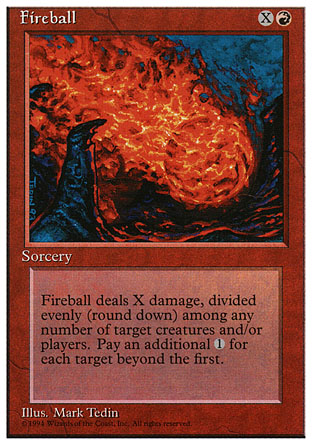 Fireball X
Sorcery
Fireball deals X damage, divided
evenly (round down) among any
number of target creatures and/or
players. Pay an additional 1 for
each target beyond the first.
Illus. Mark Tedin
©1994 Wizards of the Coast, Inc. All rights reserved.